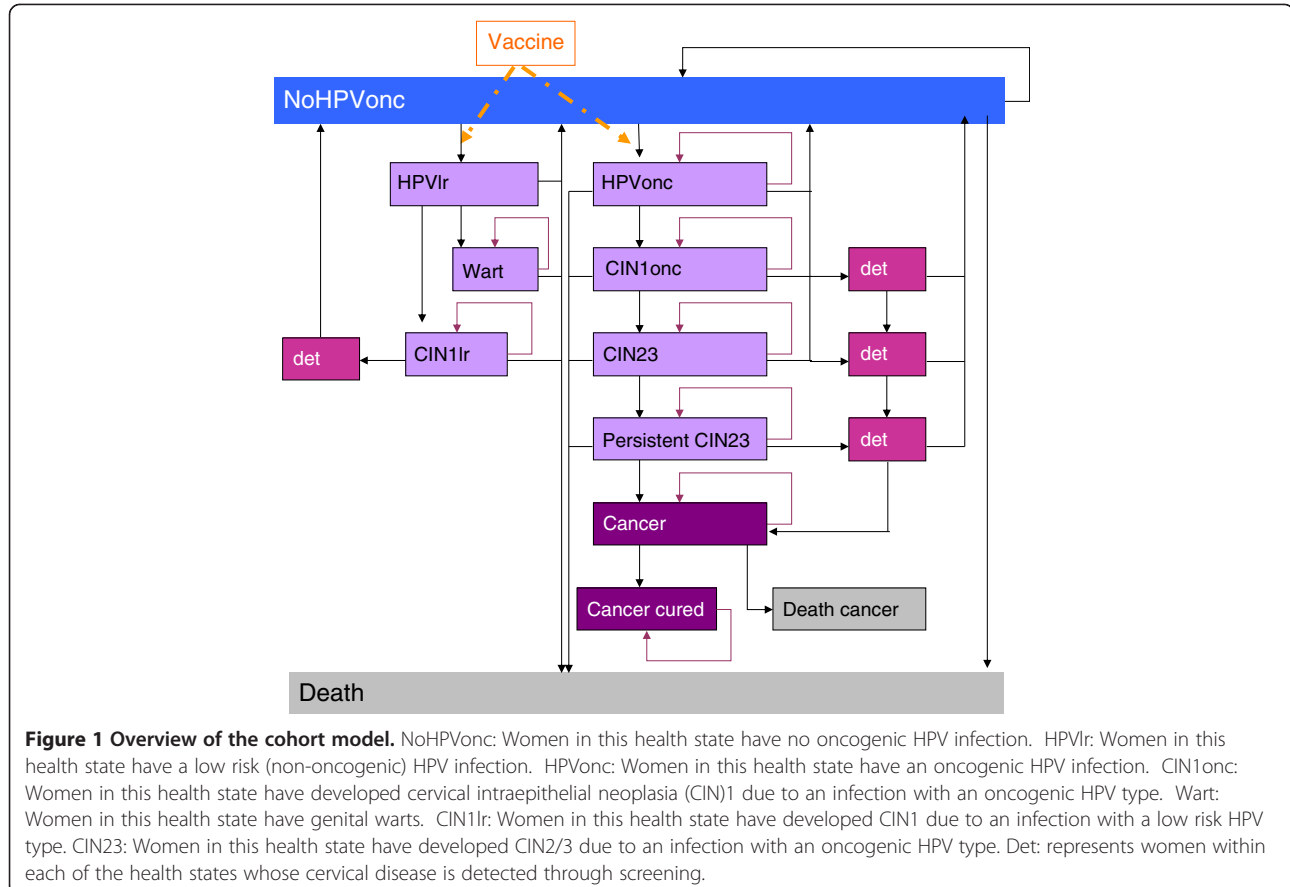 Vaccine
NoHPVonc
HPVlr
HPVonc
Wart
CIN1onc
det
det
CIN1lr
CIN23
det
Persistent CIN23
det
Cancer
Cancer cured
Death cancer
Death
Figure 1 Overview of the cohort model. NoHPVonc: Women in this health state have no oncogenic HPV infection. HPVlr: Women in this
health state have a low risk (non-oncogenic) HPV infection. HPVonc: Women in this health state have an oncogenic HPV infection. CIN1onc:
Women in this health state have developed cervical intraepithelial neoplasia (CIN)1 due to an infection with an oncogenic HPV type. Wart:
Women in this health state have genital warts. CIN1lr: Women in this health state have developed CIN1 due to an infection with a low risk HPV
type. CIN23: Women in this health state have developed CIN2/3 due to an infection with an oncogenic HPV type. Det: represents women within
each of the health states whose cervical disease is detected through screening.